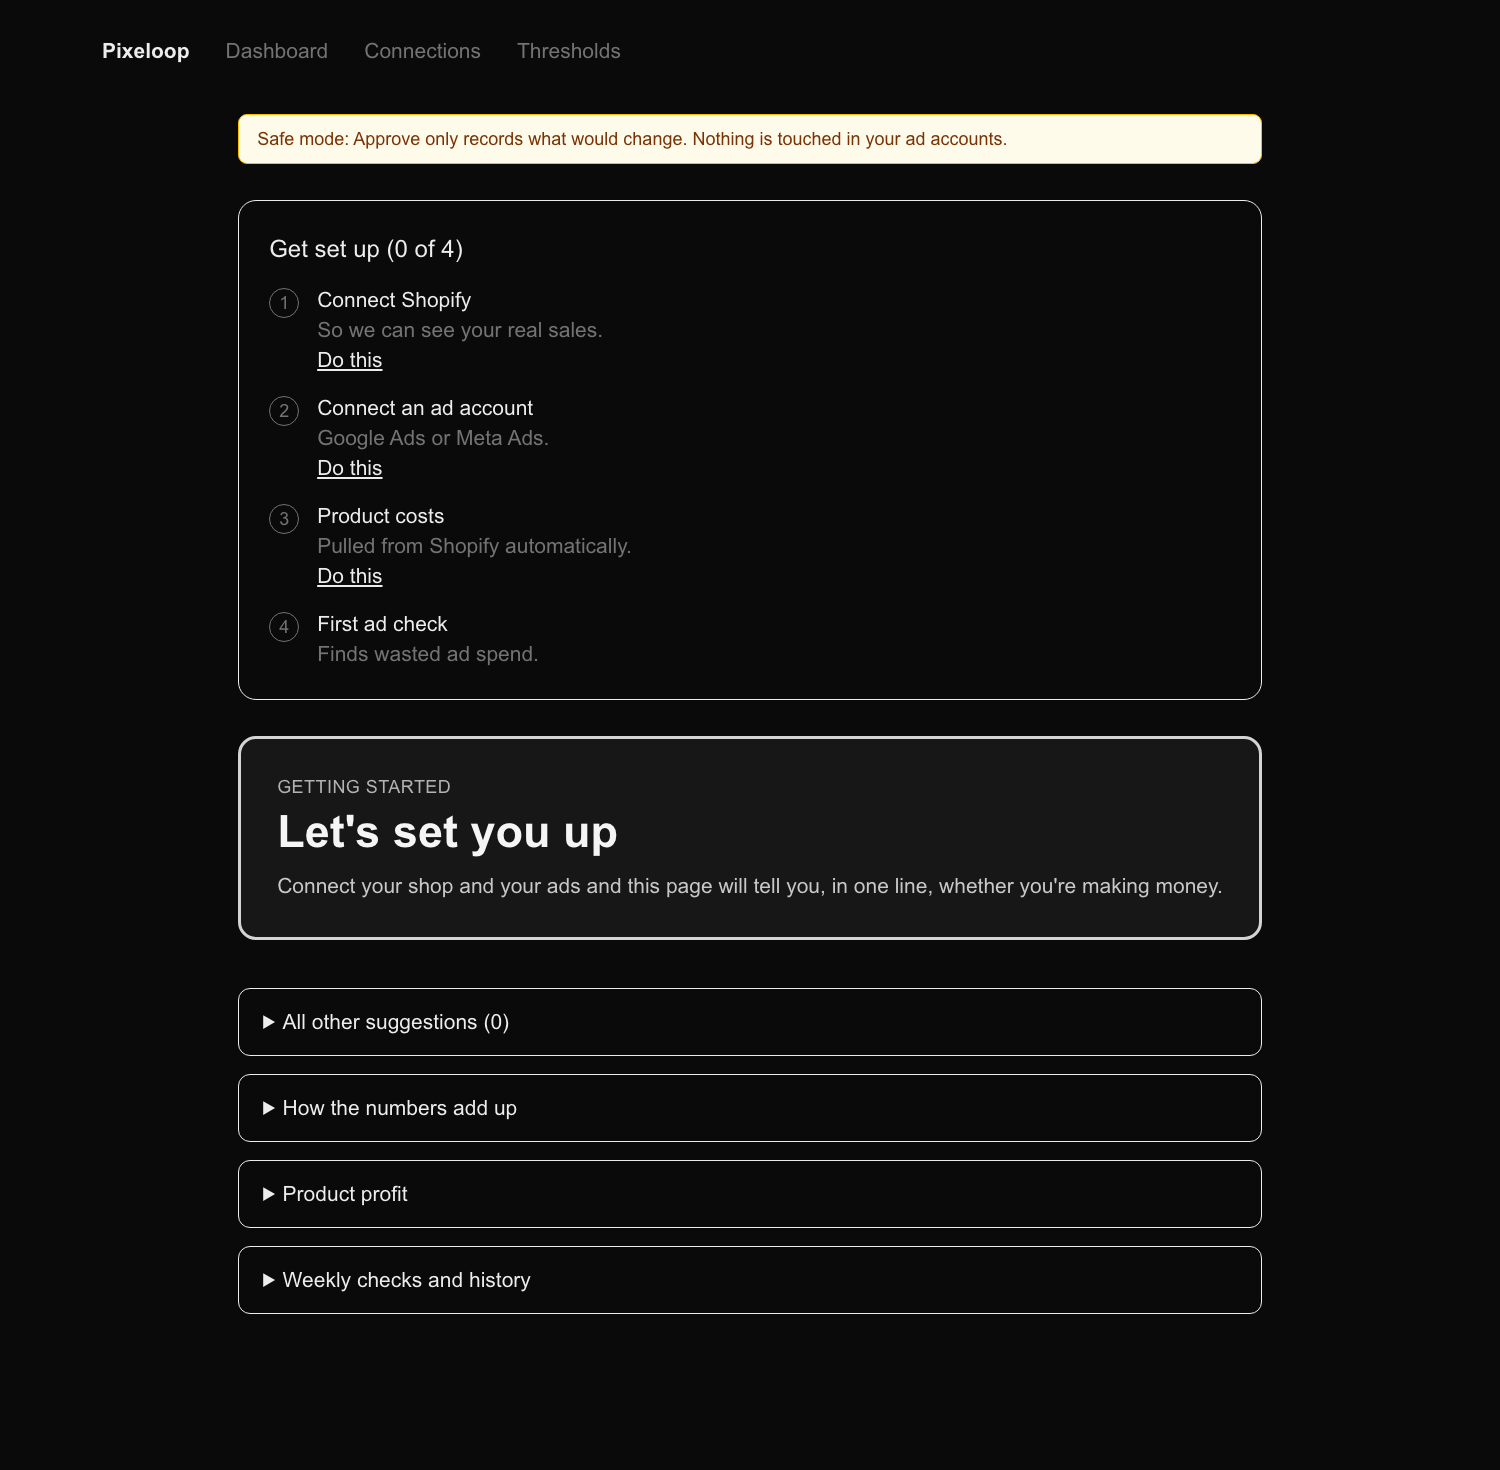 Pixeloop Dashboard Connections Thresholds
Safe mode: Approve only records what would change. Nothing is touched in your ad accounts.
Get set up (0 of 4)
1 Connect Shopify
So we can see your real sales.
Do this
2 Connect an ad account
Google Ads or Meta Ads.
Do this
3 Product costs
Pulled from Shopify automatically.
Do this
4 First ad check
Finds wasted ad spend.
GETTING STARTED
Let's set you up
Connect your shop and your ads and this page will tell you, in one line, whether you're making money.
All other suggestions (0)
How the numbers add up
Product profit
Weekly checks and history